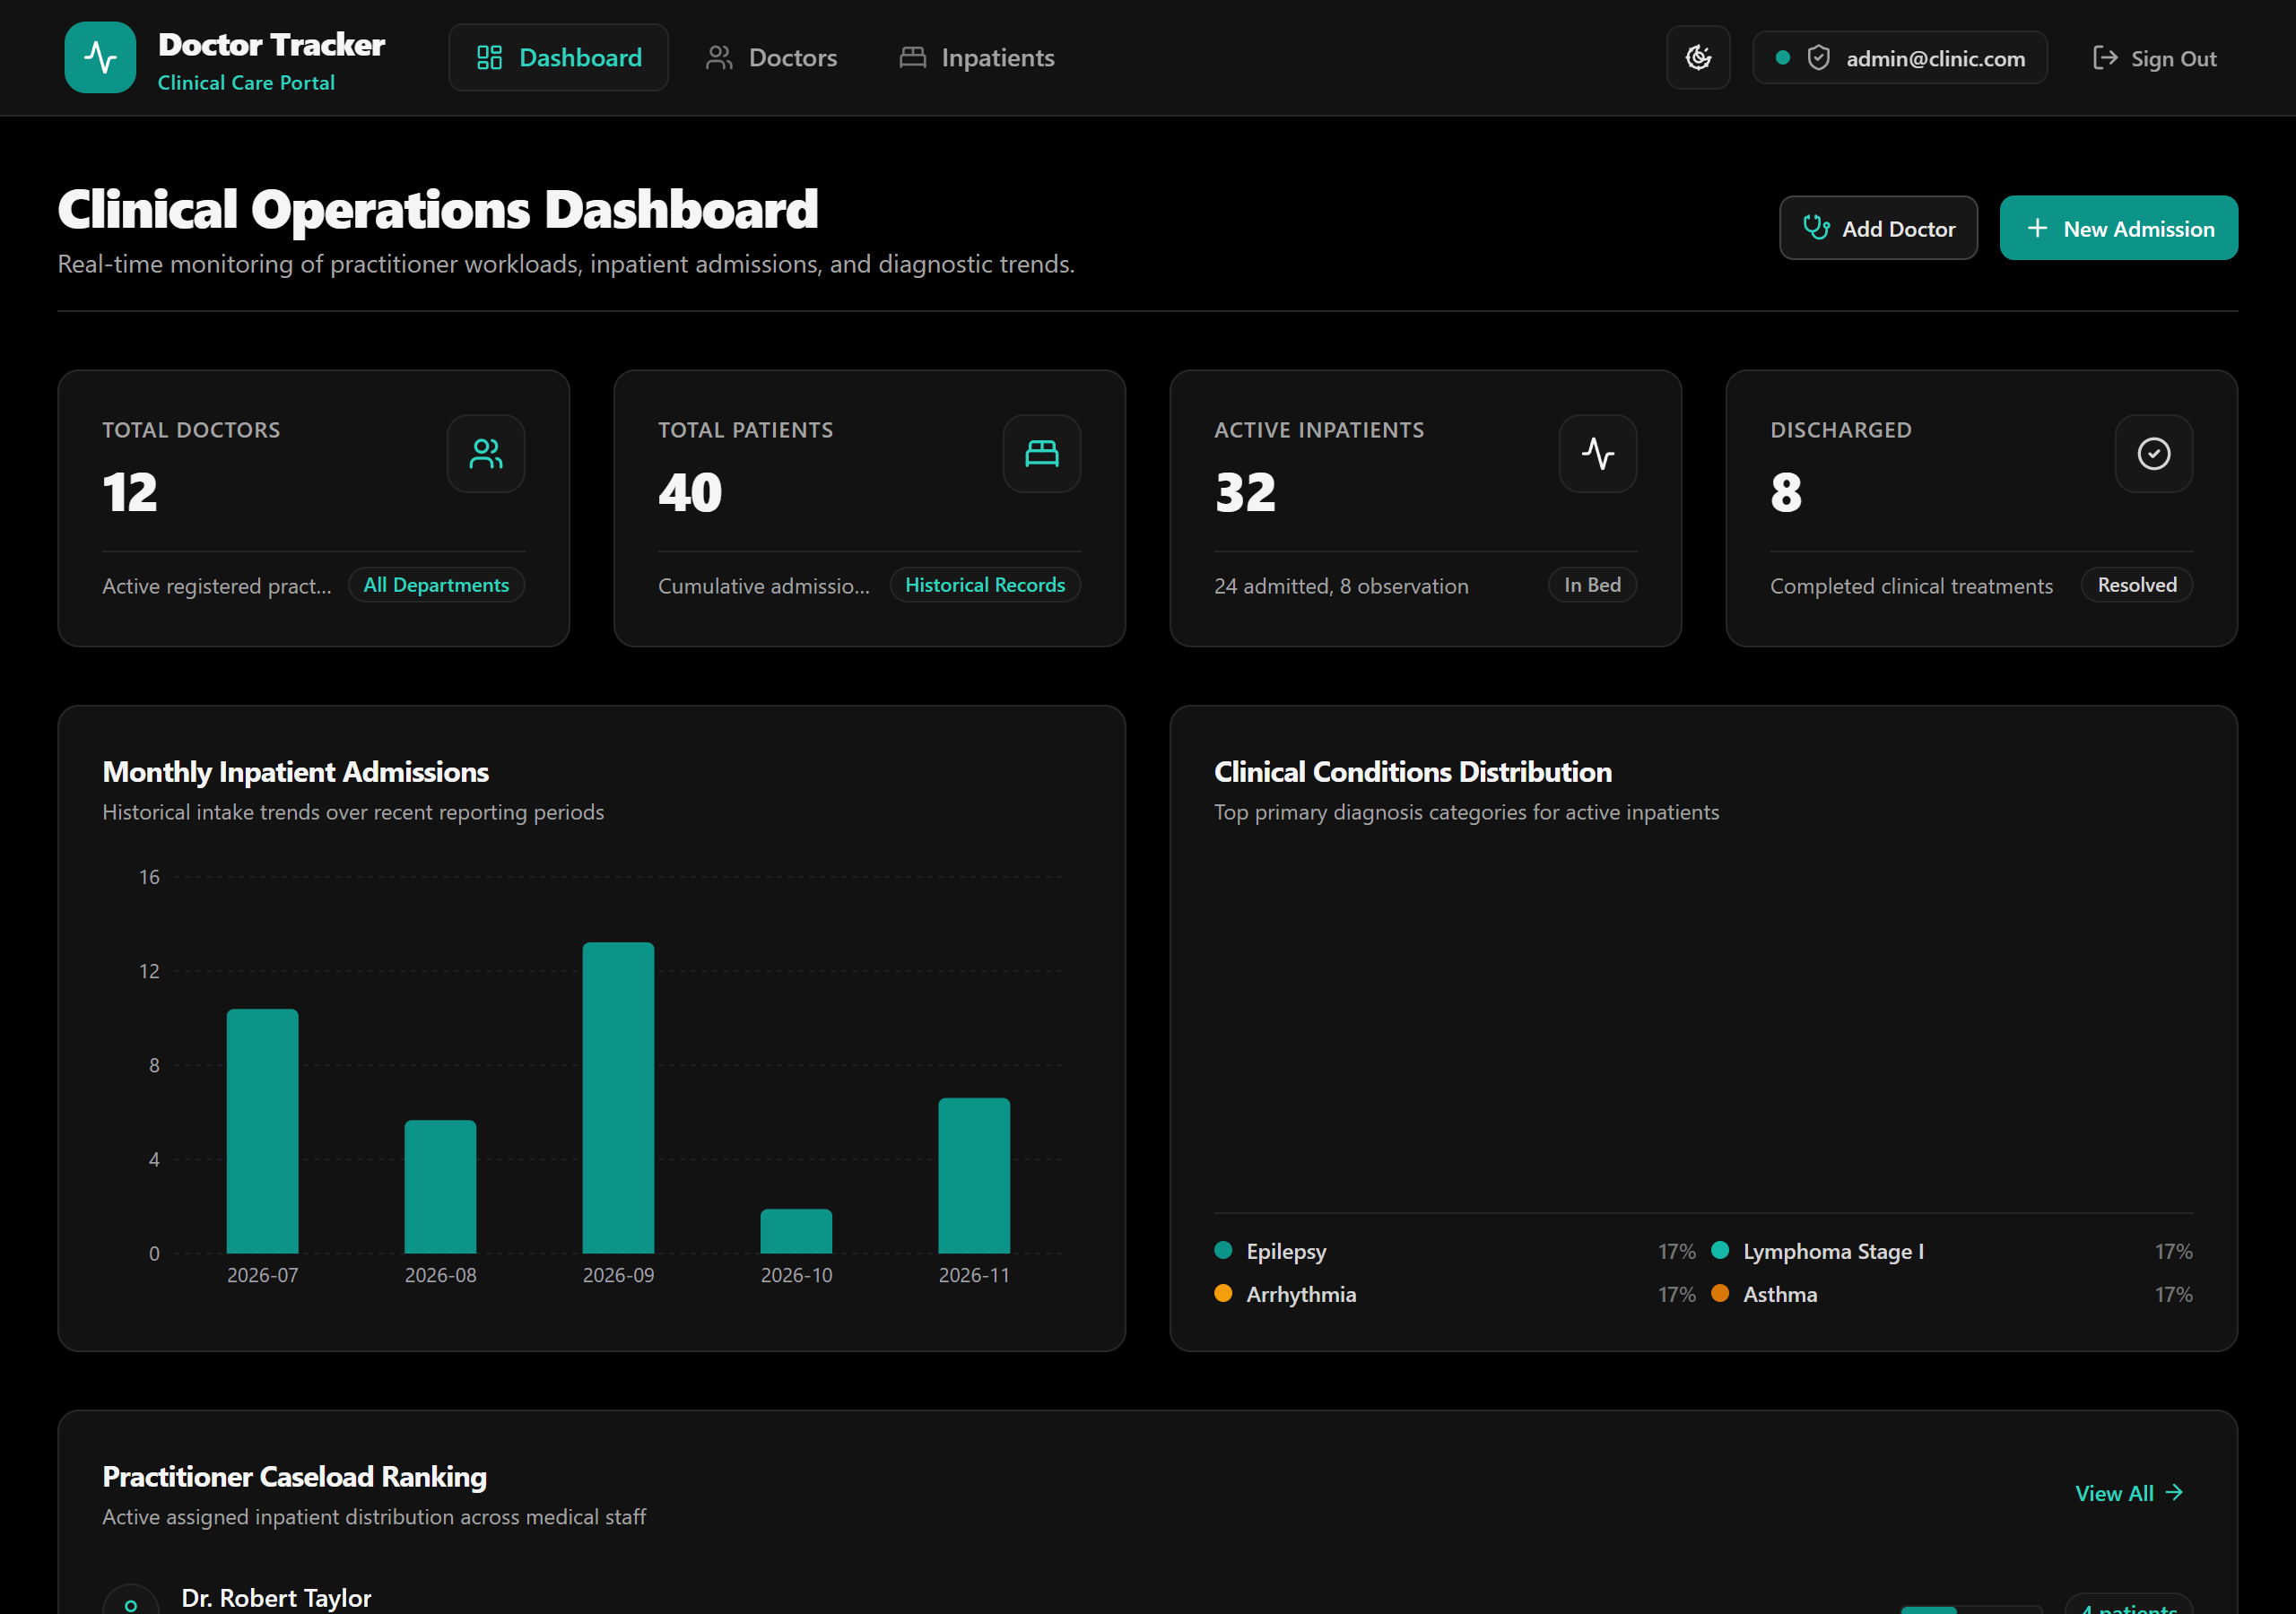 Doctor Tracker
Clinical Care Portal
Dashboard
Doctors
Inpatients
admin@clinic.com
Sign Out
Clinical Operations Dashboard
Real-time monitoring of practitioner workloads, inpatient admissions, and diagnostic trends.
Add Doctor
New Admission
TOTAL DOCTORS
12
Active registered pract...
All Departments
TOTAL PATIENTS
40
Cumulative admissio...
Historical Records
ACTIVE INPATIENTS
32
24 admitted, 8 observation
In Bed
DISCHARGED
8
Completed clinical treatments
Resolved
Monthly Inpatient Admissions
Historical intake trends over recent reporting periods
16
12
8
4
0
2026-07
2026-08
2026-09
2026-10
2026-11
Clinical Conditions Distribution
Top primary diagnosis categories for active inpatients
Epilepsy 17%
Lymphoma Stage I 17%
Arrhythmia 17%
Asthma 17%
Practitioner Caseload Ranking
Active assigned inpatient distribution across medical staff
View All
Dr. Robert Taylor
4 patients